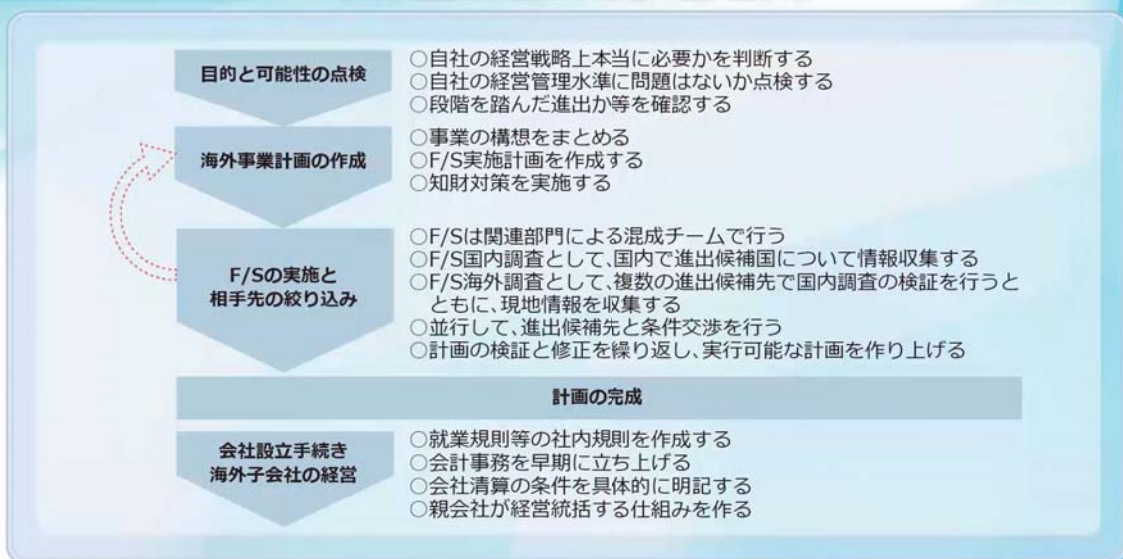 目的と可能性の点検
○自社の経営戦略上本当に必要かを判断する
○自社の経営管理水準に問題はないか点検する
○段階を踏んだ進出か等を確認する
海外事業計画の作成
○事業の構想をまとめる
○F/S実施計画を作成する
○知財対策を実施する
F/Sの実施と
相手先の絞り込み
○F/Sは関連部門による混成チームで行う
○F/S国内調査として、国内で進出候補国について情報収集する
○F/S海外調査として、複数の進出候補先で国内調査の検証を行うと
ともに、現地情報を収集する
○並行して、進出候補先と条件交渉を行う
○計画の検証と修正を繰り返し、実行可能な計画を作り上げる
計画の完成
会社設立手続き
海外子会社の経営
○就業規則等の社内規則を作成する
○会計事務を早期に立ち上げる
○会社清算の条件を具体的に明記する
○親会社が経営統括する仕組みを作る